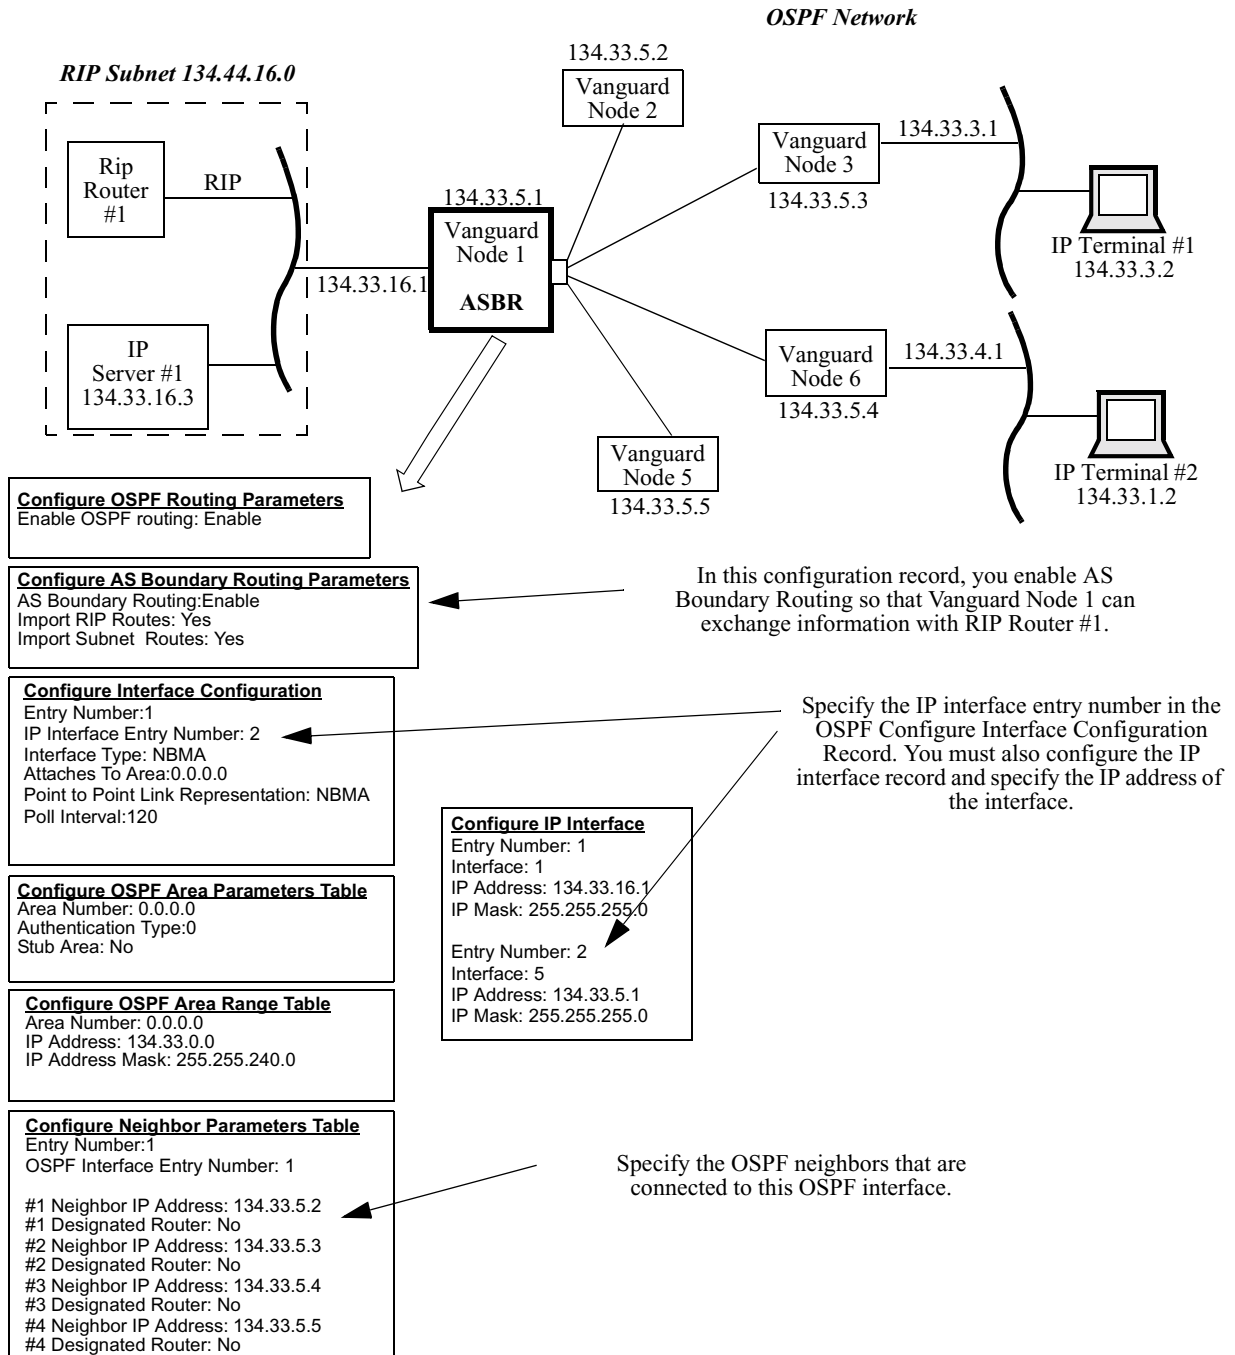 OSPF Network
134.33.5.2
RIP Subnet 134.44.16.0
Vanguard
Node 2
134.33.3.1
Vanguard
Node 3
134.33.5.3
Rip
Router
#1
RIP
134.33.5.1
Vanguard
Node 1
ASBR
134.33.16.1
IP Terminal #1
134.33.3.2
IP
Server #1
134.33.16.3
Vanguard
Node 6
134.33.5.4
134.33.4.1
Vanguard
Node 5
134.33.5.5
IP Terminal #2
134.33.1.2
Configure OSPF Routing Parameters
Enable OSPF routing: Enable
Configure AS Boundary Routing Parameters
AS Boundary Routing:Enable
Import RIP Routes: Yes
Import Subnet Routes: Yes
In this configuration record, you enable AS
Boundary Routing so that Vanguard Node 1 can
exchange information with RIP Router #1.
Configure Interface Configuration
Entry Number:1
IP Interface Entry Number: 2
Interface Type: NBMA
Attaches To Area:0.0.0.0
Point to Point Link Representation: NBMA
Poll Interval:120
Specify the IP interface entry number in the
OSPF Configure Interface Configuration
Record. You must also configure the IP
interface record and specify the IP address of
the interface.
Configure IP Interface
Entry Number: 1
Interface: 1
IP Address: 134.33.16.1
IP Mask: 255.255.255.0
Entry Number: 2
Interface: 5
IP Address: 134.33.5.1
IP Mask: 255.255.255.0
Configure OSPF Area Parameters Table
Area Number: 0.0.0.0
Authentication Type:0
Stub Area: No
Configure OSPF Area Range Table
Area Number: 0.0.0.0
IP Address: 134.33.0.0
IP Address Mask: 255.255.240.0
Configure Neighbor Parameters Table
Entry Number:1
OSPF Interface Entry Number: 1
#1 Neighbor IP Address: 134.33.5.2
#1 Designated Router: No
#2 Neighbor IP Address: 134.33.5.3
#2 Designated Router: No
#3 Neighbor IP Address: 134.33.5.4
#3 Designated Router: No
#4 Neighbor IP Address: 134.33.5.5
#4 Designated Router: No
Specify the OSPF neighbors that are
connected to this OSPF interface.